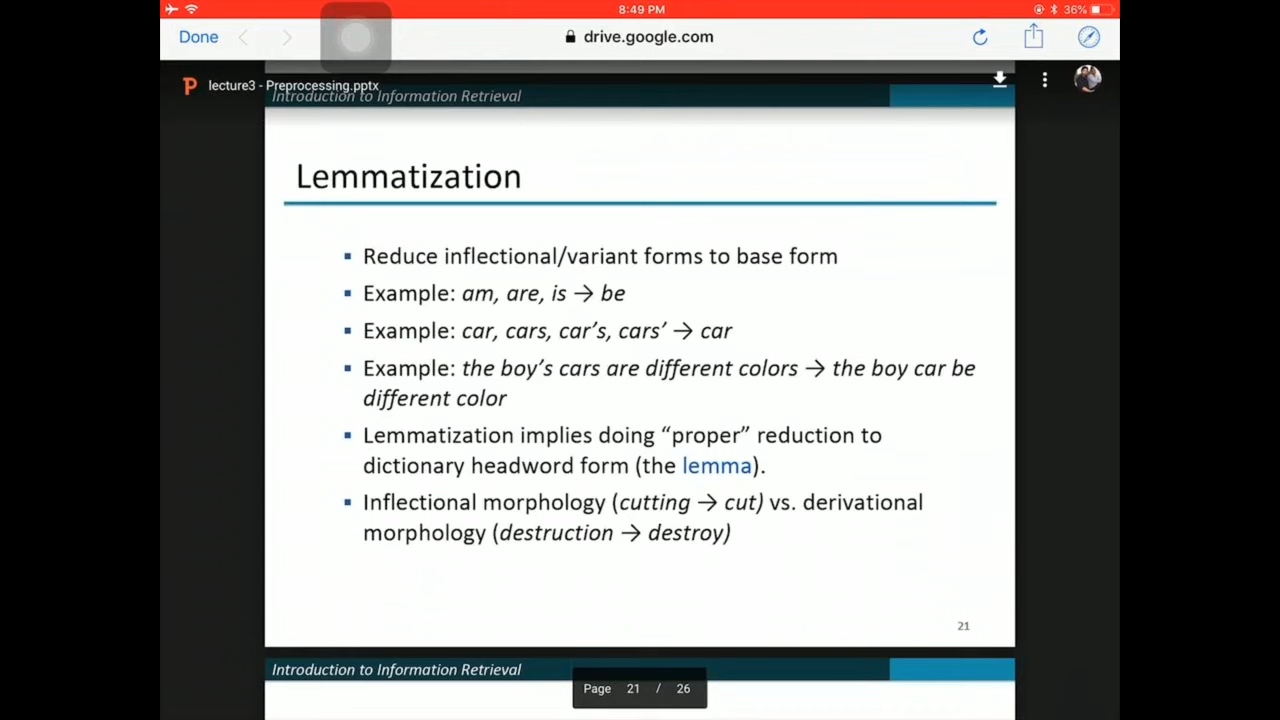 8:49 PM
36%
Done
drive.google.com
lecture3 - Preprocessing.pptx
Introduction to Information Retrieval
Lemmatization
▪ Reduce inflectional/variant forms to base form
▪ Example: am, are, is → be
▪ Example: car, cars, car’s, cars’ → car
▪ Example: the boy’s cars are different colors → the boy car be
different color
▪ Lemmatization implies doing “proper” reduction to
dictionary headword form (the lemma).
▪ Inflectional morphology (cutting → cut) vs. derivational
morphology (destruction → destroy)
21
Introduction to Information Retrieval
Page 21 / 26